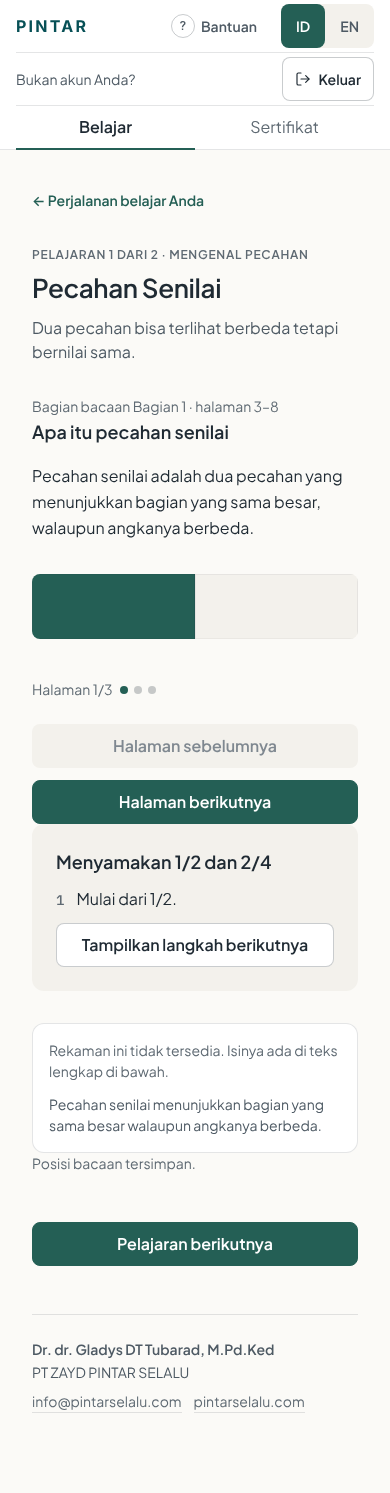 PINTAR
? Bantuan
ID EN
Bukan akun Anda?
Keluar
Belajar Sertifikat
← Perjalanan belajar Anda
PELAJARAN 1 DARI 2 · MENGENAL PECAHAN
Pecahan Senilai
Dua pecahan bisa terlihat berbeda tetapi
bernilai sama.
Bagian bacaan Bagian 1 · halaman 3–8
Apa itu pecahan senilai
Pecahan senilai adalah dua pecahan yang
menunjukkan bagian yang sama besar,
walaupun angkanya berbeda.
Halaman 1/3
Halaman sebelumnya
Halaman berikutnya
Menyamakan 1/2 dan 2/4
1 Mulai dari 1/2.
Tampilkan langkah berikutnya
Rekaman ini tidak tersedia. Isinya ada di teks
lengkap di bawah.
Pecahan senilai menunjukkan bagian yang
sama besar walaupun angkanya berbeda.
Posisi bacaan tersimpan.
Pelajaran berikutnya
Dr. dr. Gladys DT Tubarad, M.Pd.Ked
PT ZAYD PINTAR SELALU
info@pintarselalu.com pintarselalu.com